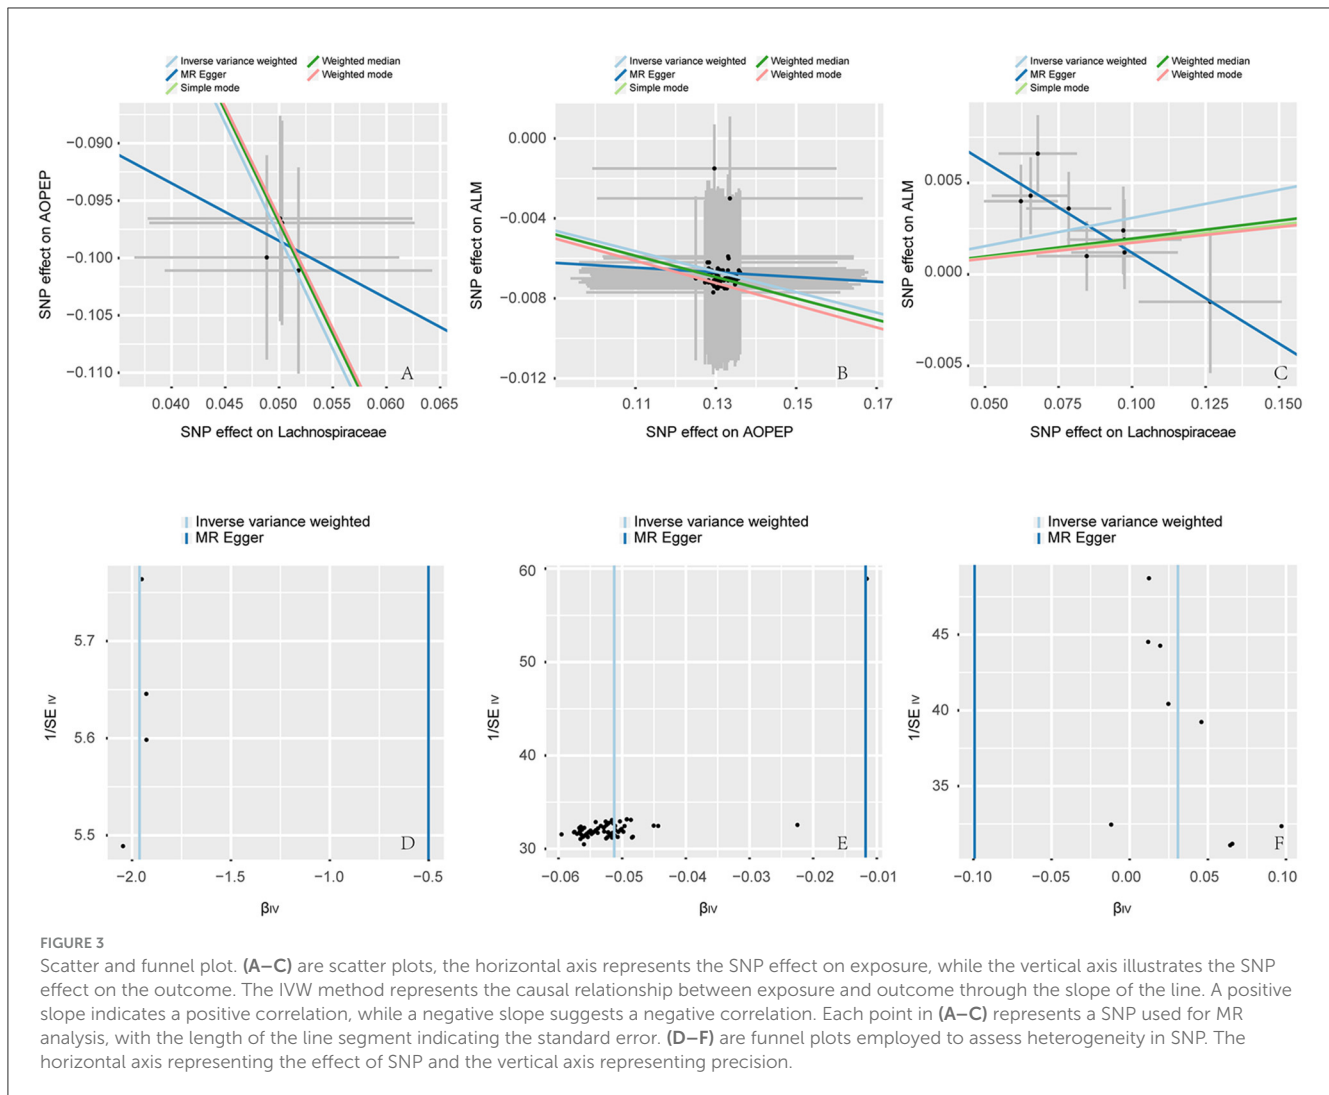 Inverse variance weighted
Weighted median
MR Egger
Weighted mode
Simple mode
SNP effect on AOPEP
−0.090
−0.095
−0.100
−0.105
−0.110
A
0.040 0.045 0.050 0.055 0.060 0.065
SNP effect on Lachnospiraceae
Inverse variance weighted
Weighted median
MR Egger
Weighted mode
Simple mode
SNP effect on ALM
0.000
−0.004
−0.008
−0.012
B
0.11 0.13 0.15 0.17
SNP effect on AOPEP
Inverse variance weighted
Weighted median
MR Egger
Weighted mode
Simple mode
SNP effect on ALM
0.005
0.000
−0.005
C
0.050 0.075 0.100 0.125 0.150
SNP effect on Lachnospiraceae
Inverse variance weighted
MR Egger
1/SE IV
5.7
5.6
5.5
D
−2.0 −1.5 −1.0 −0.5
βIV
Inverse variance weighted
MR Egger
1/SE IV
60
50
40
30
E
−0.06 −0.05 −0.04 −0.03 −0.02 −0.01
βIV
Inverse variance weighted
MR Egger
1/SE IV
45
40
35
F
−0.10 −0.05 0.00 0.05 0.10
βIV
FIGURE 3
Scatter and funnel plot. (A–C) are scatter plots, the horizontal axis represents the SNP effect on exposure, while the vertical axis illustrates the SNP
effect on the outcome. The IVW method represents the causal relationship between exposure and outcome through the slope of the line. A positive
slope indicates a positive correlation, while a negative slope suggests a negative correlation. Each point in (A–C) represents a SNP used for MR
analysis, with the length of the line segment indicating the standard error. (D–F) are funnel plots employed to assess heterogeneity in SNP. The
horizontal axis representing the effect of SNP and the vertical axis representing precision.